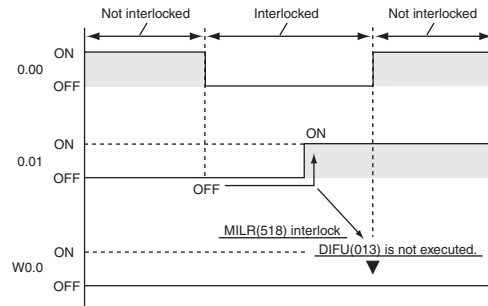 Not interlocked Interlocked Not interlocked
ON
0.00
OFF
ON
ON
0.01
OFF
OFF
MILR(518) interlock
DIFU(013) is not executed.
ON
W0.0
OFF